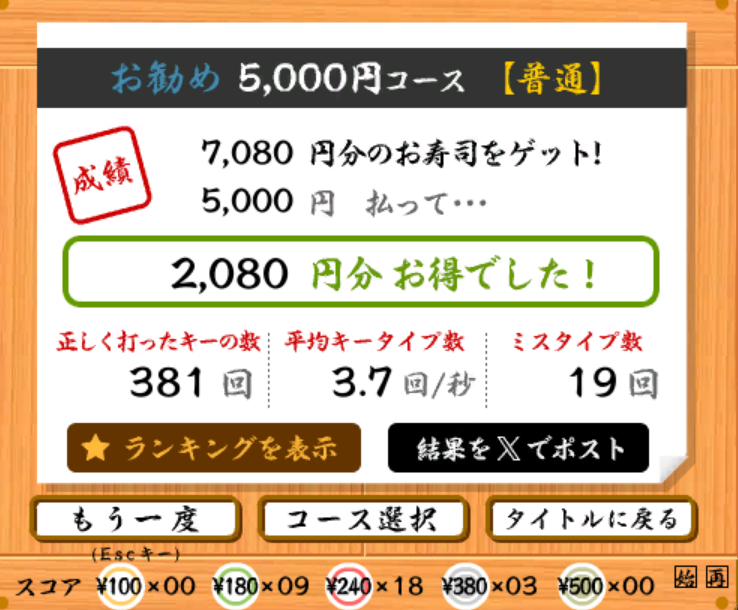 お勧め 5,000円コース 【普通】
成績
7,080 円分のお寿司をゲット!
5,000 円 払って・・・
2,080 円分 お得でした!
正しく打ったキーの数 平均キータイプ数 ミスタイプ数
381 回 3.7 回/秒 19 回
★ ランキングを表示 結果を𝕏でポスト
もう一度 コース選択 タイトルに戻る
(Escキー)
スコア ¥100×00 ¥180×09 ¥240×18 ¥380×03 ¥500×00 始 再